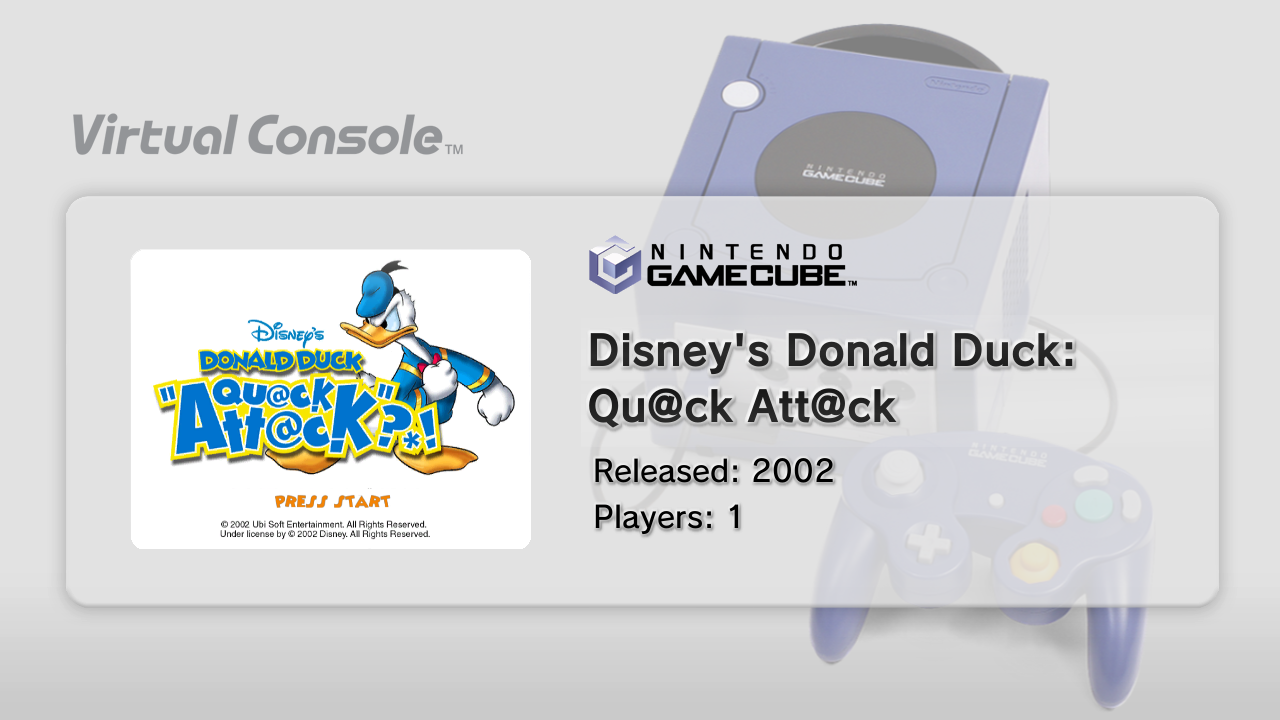 Virtual Console™
NINTENDO
GAMECUBE
NINTENDO
GAMECUBE™
Disney's Donald Duck:
Qu@ck Att@ck
Released: 2002
Players: 1
Disney's
DONALD DUCK
"QU@CK
Att@cK"?*!
PRESS START
© 2002 Ubi Soft Entertainment. All Rights Reserved.
Under license by © 2002 Disney. All Rights Reserved.
NINTENDO
GAMECUBE